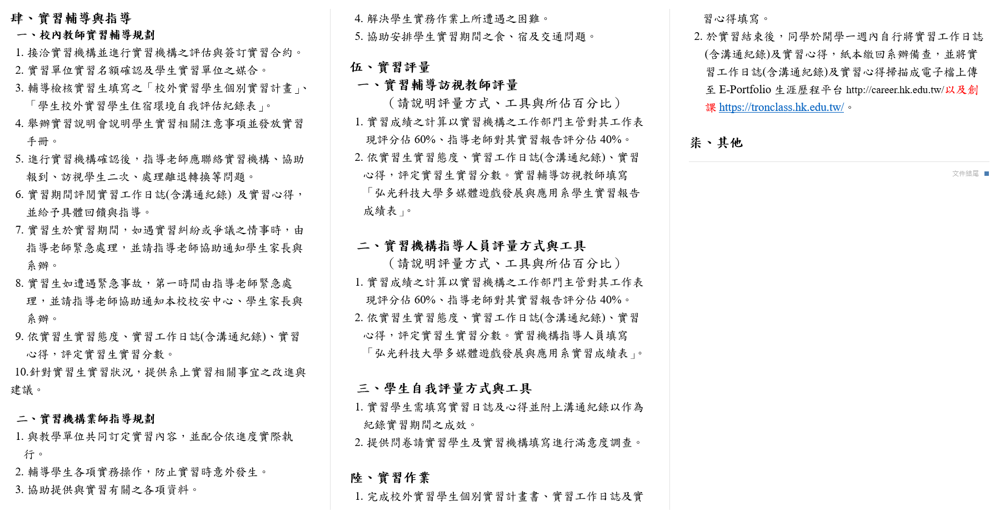 肆、實習輔導與指導
一、校內教師實習輔導規劃
1. 接洽實習機構並進行實習機構之評估與簽訂實習合約。
2. 實習單位實習名額確認及學生實習單位之媒合。
3. 輔導檢核實習生填寫之「校外實習學生個別實習計畫」、
「學生校外實習學生住宿環境自我評估紀錄表」。
4. 舉辦實習說明會說明學生實習相關注意事項並發放實習
手冊。
5. 進行實習機構確認後，指導老師應聯絡實習機構、協助
報到、訪視學生二次、處理離退轉換等問題。
6. 實習期間評閱實習工作日誌(含溝通紀錄) 及實習心得，
並給予具體回饋與指導。
7. 實習生於實習期間，如遇實習糾紛或爭議之情事時，由
指導老師緊急處理，並請指導老師協助通知學生家長與
系辦。
8. 實習生如遭遇緊急事故，第一時間由指導老師緊急處
理，並請指導老師協助通知本校校安中心、學生家長與
系辦。
9. 依實習生實習態度、實習工作日誌(含溝通紀錄)、實習
心得，評定實習生實習分數。
10.針對實習生實習狀況，提供系上實習相關事宜之改進與
建議。
二、實習機構業師指導規劃
1. 與教學單位共同訂定實習內容，並配合依進度實際執
行。
2. 輔導學生各項實務操作，防止實習時意外發生。
3. 協助提供與實習有關之各項資料。
4. 解決學生實務作業上所遭遇之困難。
5. 協助安排學生實習期間之食、宿及交通問題。
伍、實習評量
一、實習輔導訪視教師評量
（請說明評量方式、工具與所佔百分比）
1. 實習成績之計算以實習機構之工作部門主管對其工作表
現評分佔 60%、指導老師對其實習報告評分佔 40%。
2. 依實習生實習態度、實習工作日誌(含溝通紀錄)、實習
心得，評定實習生實習分數。實習輔導訪視教師填寫
「弘光科技大學多媒體遊戲發展與應用系學生實習報告
成績表」。
二、實習機構指導人員評量方式與工具
（請說明評量方式、工具與所佔百分比）
1. 實習成績之計算以實習機構之工作部門主管對其工作表
現評分佔 60%、指導老師對其實習報告評分佔 40%。
2. 依實習生實習態度、實習工作日誌(含溝通紀錄)、實習
心得，評定實習生實習分數。實習機構指導人員填寫
「弘光科技大學多媒體遊戲發展與應用系實習成績表」。
三、學生自我評量方式與工具
1. 實習學生需填寫實習日誌及心得並附上溝通紀錄以作為
紀錄實習期間之成效。
2. 提供問卷請實習學生及實習機構填寫進行滿意度調查。
陸、實習作業
1. 完成校外實習學生個別實習計畫書、實習工作日誌及實
習心得填寫。
2. 於實習結束後，同學於開學一週內自行將實習工作日誌
(含溝通紀錄)及實習心得，紙本繳回系辦備查，並將實
習工作日誌(含溝通紀錄)及實習心得掃描成電子檔上傳
至 E-Portfolio 生涯歷程平台 http://career.hk.edu.tw/以及創
課 https://tronclass.hk.edu.tw/。
柒、其他
文件結尾